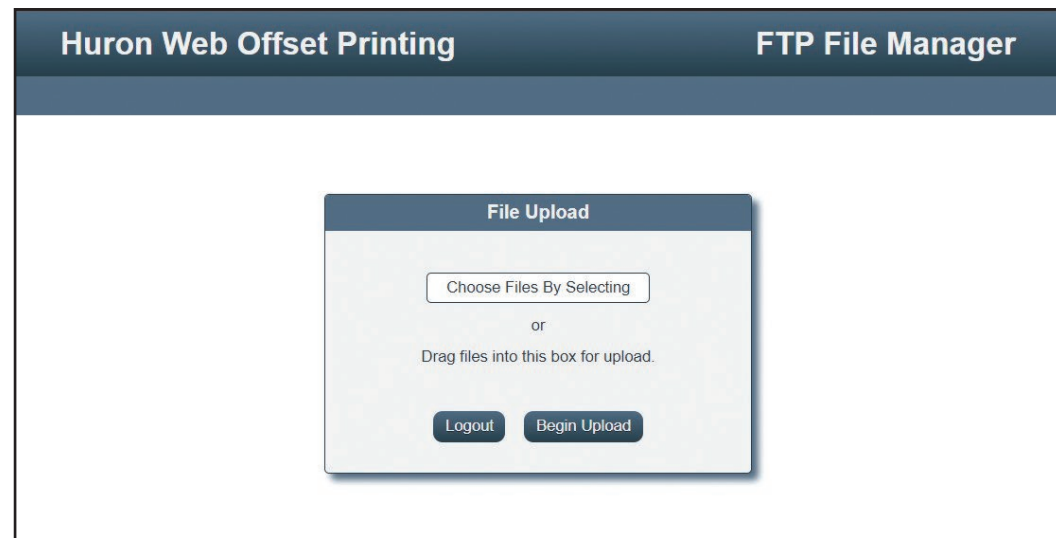 Huron Web Offset Printing
FTP File Manager
File Upload
Choose Files By Selecting
or
Drag files into this box for upload.
Logout
Begin Upload